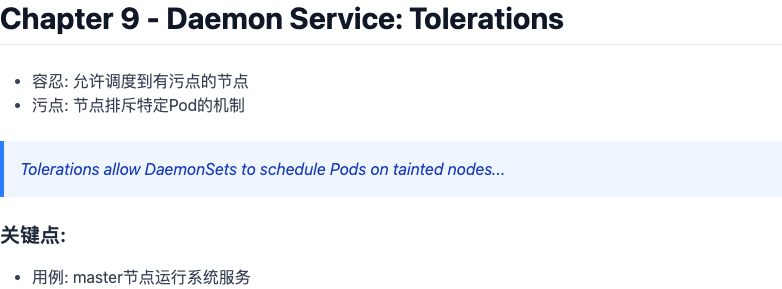 Chapter 9 - Daemon Service: Tolerations
容忍: 允许调度到有污点的节点
污点: 节点排斥特定Pod的机制
Tolerations allow DaemonSets to schedule Pods on tainted nodes...
关键点:
用例: master节点运行系统服务